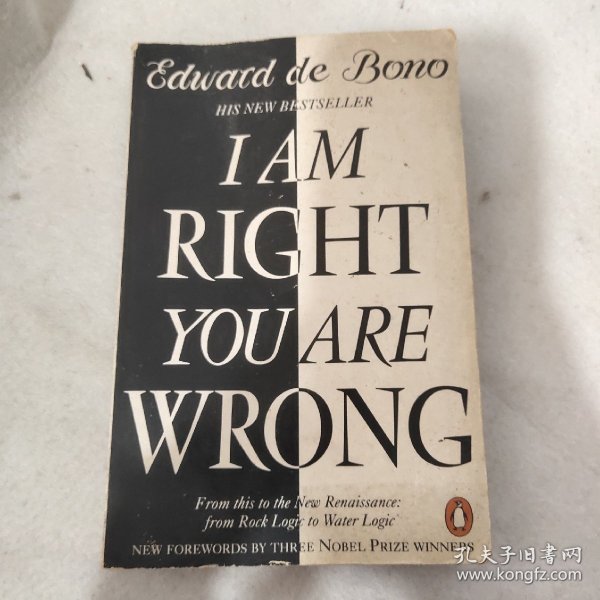 Edward de Bono
HIS NEW BESTSELLER
I AM
RIGHT
YOU ARE
WRONG
From this to the New Renaissance:
from Rock Logic to Water Logic
NEW FOREWORDS BY THREE NOBEL PRIZE WINNERS
孔夫子旧书网
www.kongfz.com